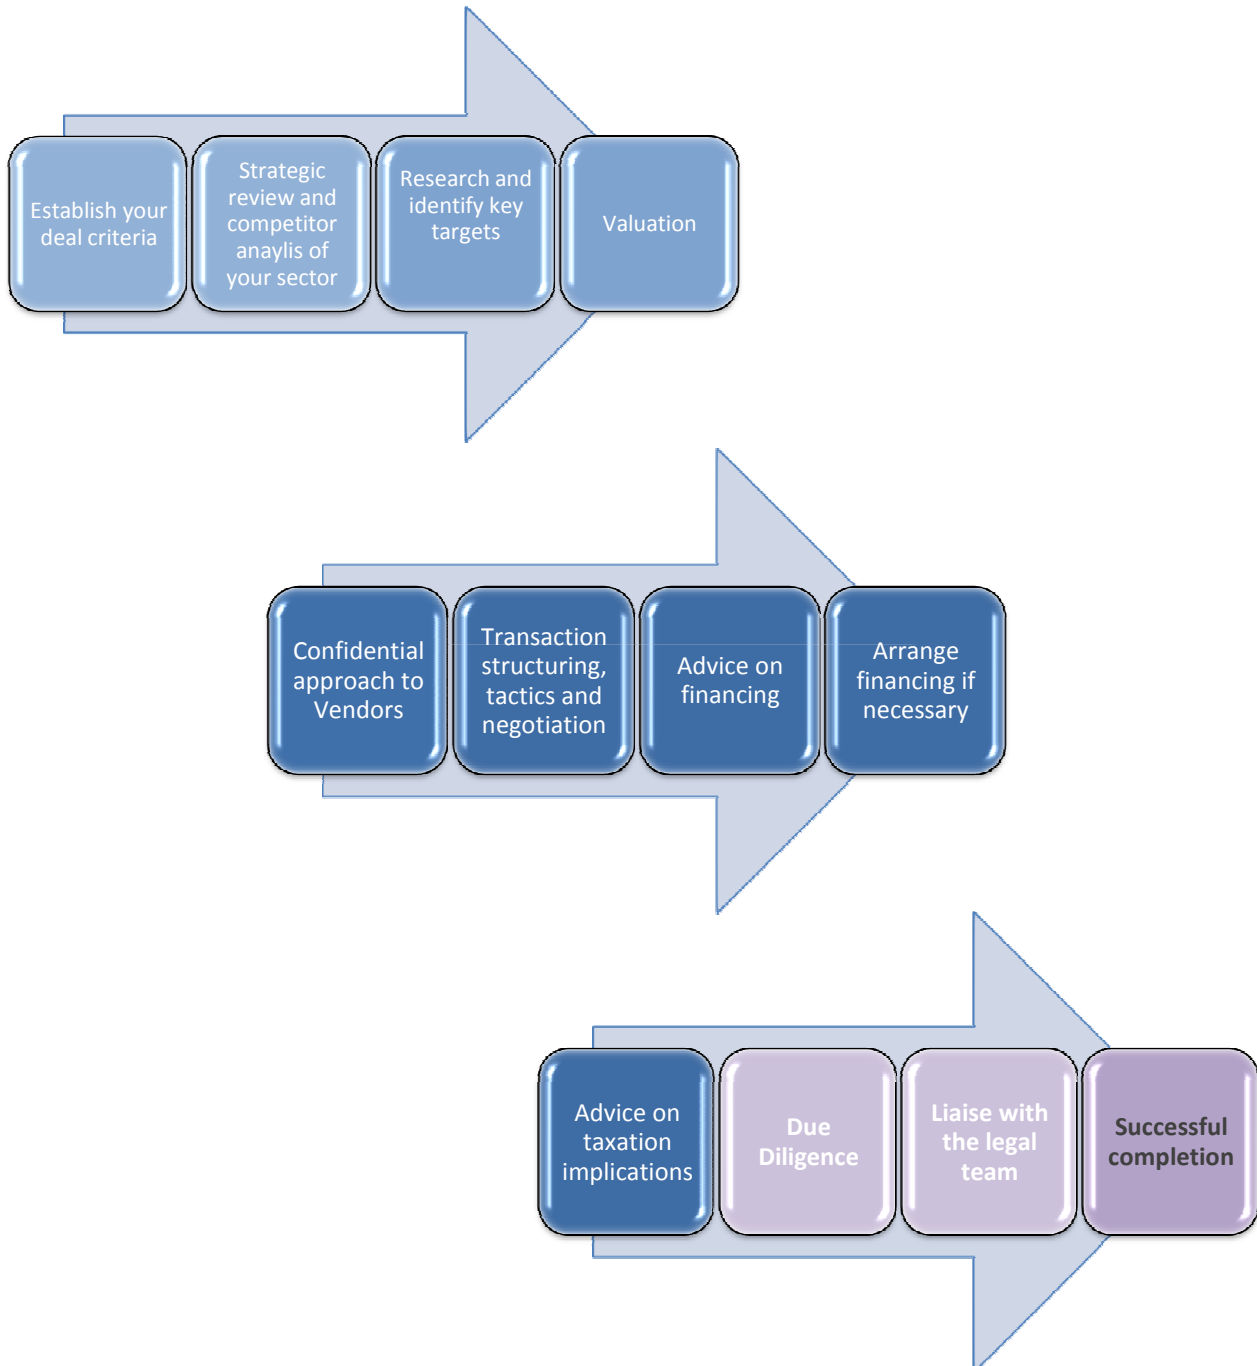 Establish your
deal criteria
Strategic
review and
competitor
anaylis of
your sector
Research and
identify key
targets
Valuation
Confidential
approach to
Vendors
Transaction
structuring,
tactics and
negotiation
Advice on
financing
Arrange
financing if
necessary
Advice on
taxation
implications
Due
Diligence
Liaise with
the legal
team
Successful
completion